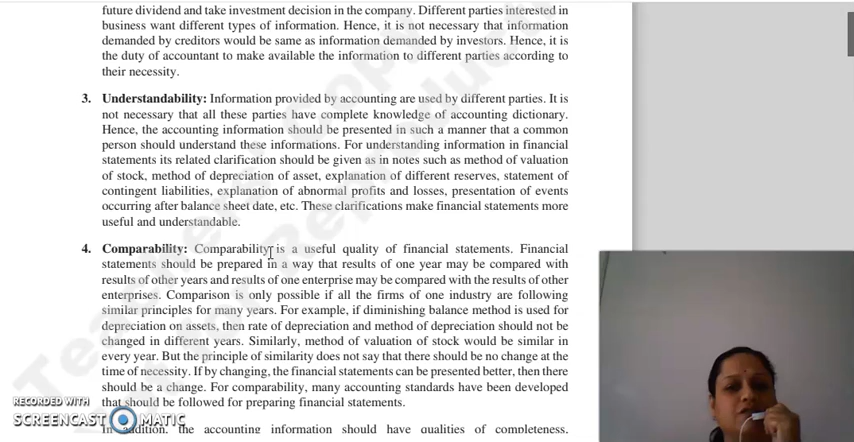 future dividend and take investment decision in the company. Different parties interested in
business want different types of information. Hence, it is not necessary that information
demanded by creditors would be same as information demanded by investors. Hence, it is
the duty of accountant to make available the information to different parties according to
their necessity.
3. Understandability: Information provided by accounting are used by different parties. It is
not necessary that all these parties have complete knowledge of accounting dictionary.
Hence, the accounting information should be presented in such a manner that a common
person should understand these informations. For understanding information in financial
statements its related clarification should be given as in notes such as method of valuation
of stock, method of depreciation of asset, explanation of different reserves, statement of
contingent liabilities, explanation of abnormal profits and losses, presentation of events
occurring after balance sheet date, etc. These clarifications make financial statements more
useful and understandable.
4. Comparability: Comparability is a useful quality of financial statements. Financial
statements should be prepared in a way that results of one year may be compared with
results of other years and results of one enterprise may be compared with the results of other
enterprises. Comparison is only possible if all the firms of one industry are following
similar principles for many years. For example, if diminishing balance method is used for
depreciation on assets, then rate of depreciation and method of depreciation should not be
changed in different years. Similarly, method of valuation of stock would be similar in
every year. But the principle of similarity does not say that there should be no change at the
time of necessity. If by changing, the financial statements can be presented better, then there
should be a change. For comparability, many accounting standards have been developed
that should be followed for preparing financial statements.
In addition, the accounting information should have qualities of completeness,
RECORDED WITH
SCREENCAST MATIC